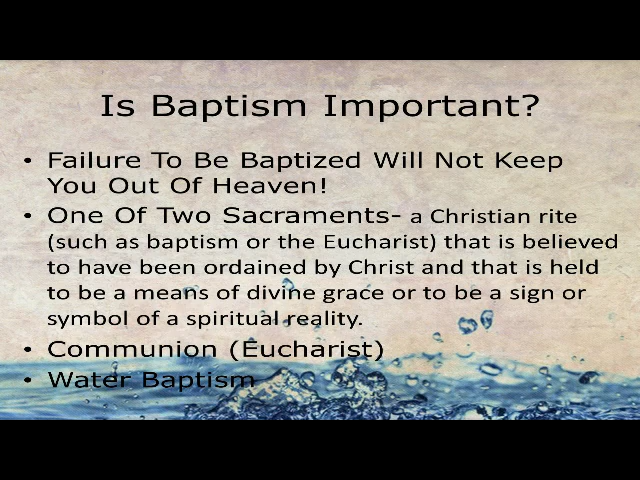 Is Baptism Important?
• Failure To Be Baptized Will Not Keep
You Out Of Heaven!
• One Of Two Sacraments- a Christian rite
(such as baptism or the Eucharist) that is believed
to have been ordained by Christ and that is held
to be a means of divine grace or to be a sign or
symbol of a spiritual reality.
• Communion (Eucharist)
• Water Baptism